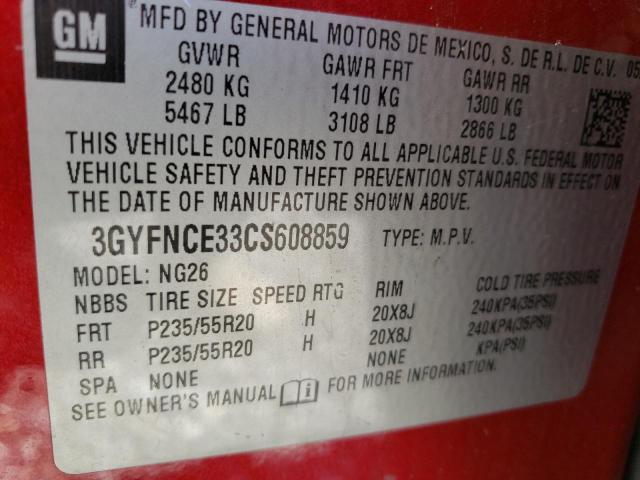 GM
® MFD BY GENERAL MOTORS DE MEXICO, S. DE R.L. DE C.V. 05
GVWR GAWR FRT GAWR RR
2480 KG 1410 KG 1300 KG
5467 LB 3108 LB 2866 LB
THIS VEHICLE CONFORMS TO ALL APPLICABLE U.S. FEDERAL MOTOR
VEHICLE SAFETY AND THEFT PREVENTION STANDARDS IN EFFECT ON
THE DATE OF MANUFACTURE SHOWN ABOVE.
3GYFNCE33CS608859 TYPE: M.P.V.
MODEL: NG26
NBBS TIRE SIZE SPEED RTG RIM COLD TIRE PRESSURE
FRT P235/55R20 H 20X8J 240KPA(35PSI)
RR P235/55R20 H 20X8J 240KPA(35PSI)
SPA NONE NONE KPA(PSI)
SEE OWNER'S MANUAL i FOR MORE INFORMATION.